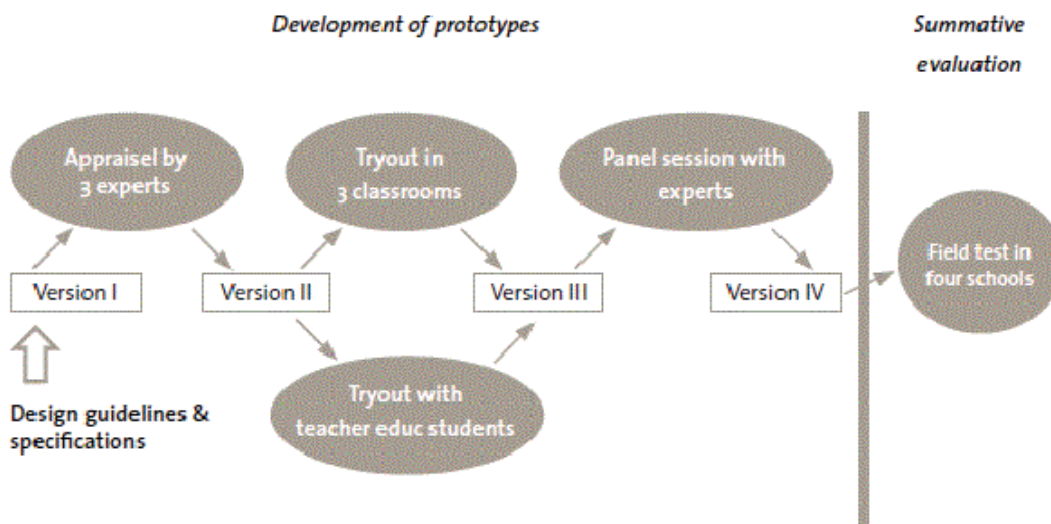 Development of prototypes
Summative
evaluation
Appraisel by
3 experts
Tryout in
3 classrooms
Panel session with
experts
Field test in
four schools
Version I
Version II
Version III
Version IV
Design guidelines &
specifications
Tryout with
teacher educ students